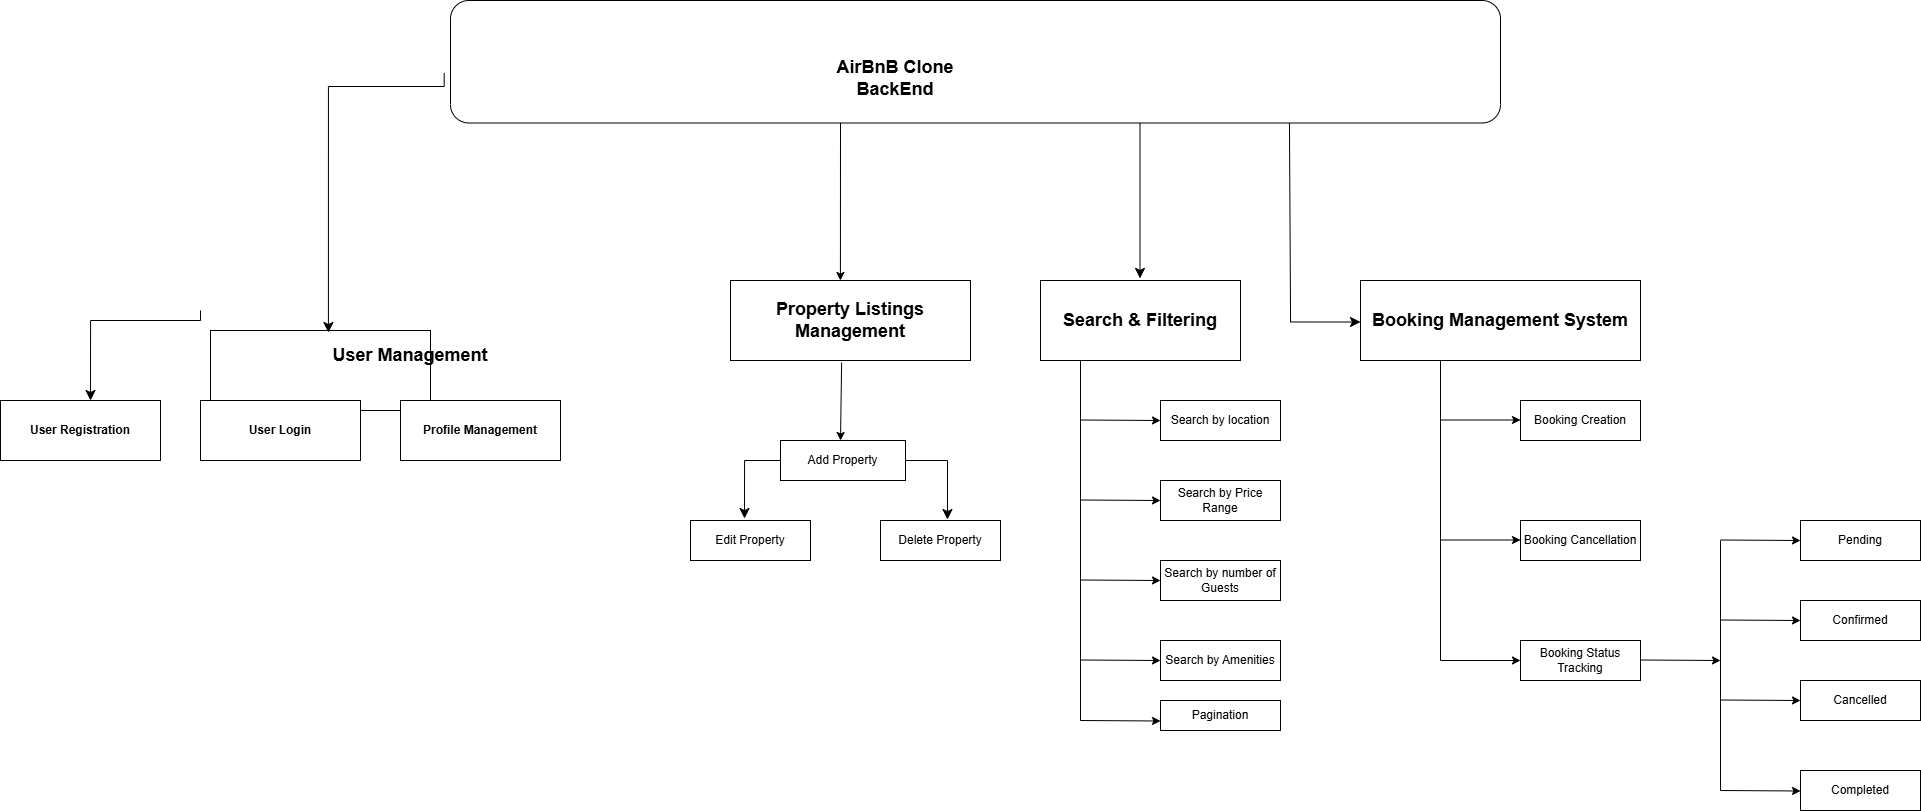 AirBnB Clone
BackEnd
Property Listings
Management
Search & Filtering
Booking Management System
User Management
User Registration
User Login
Profile Management
Add Property
Edit Property
Delete Property
Search by location
Search by Price
Range
Search by number of
Guests
Search by Amenities
Pagination
Booking Creation
Booking Cancellation
Booking Status
Tracking
Pending
Confirmed
Cancelled
Completed